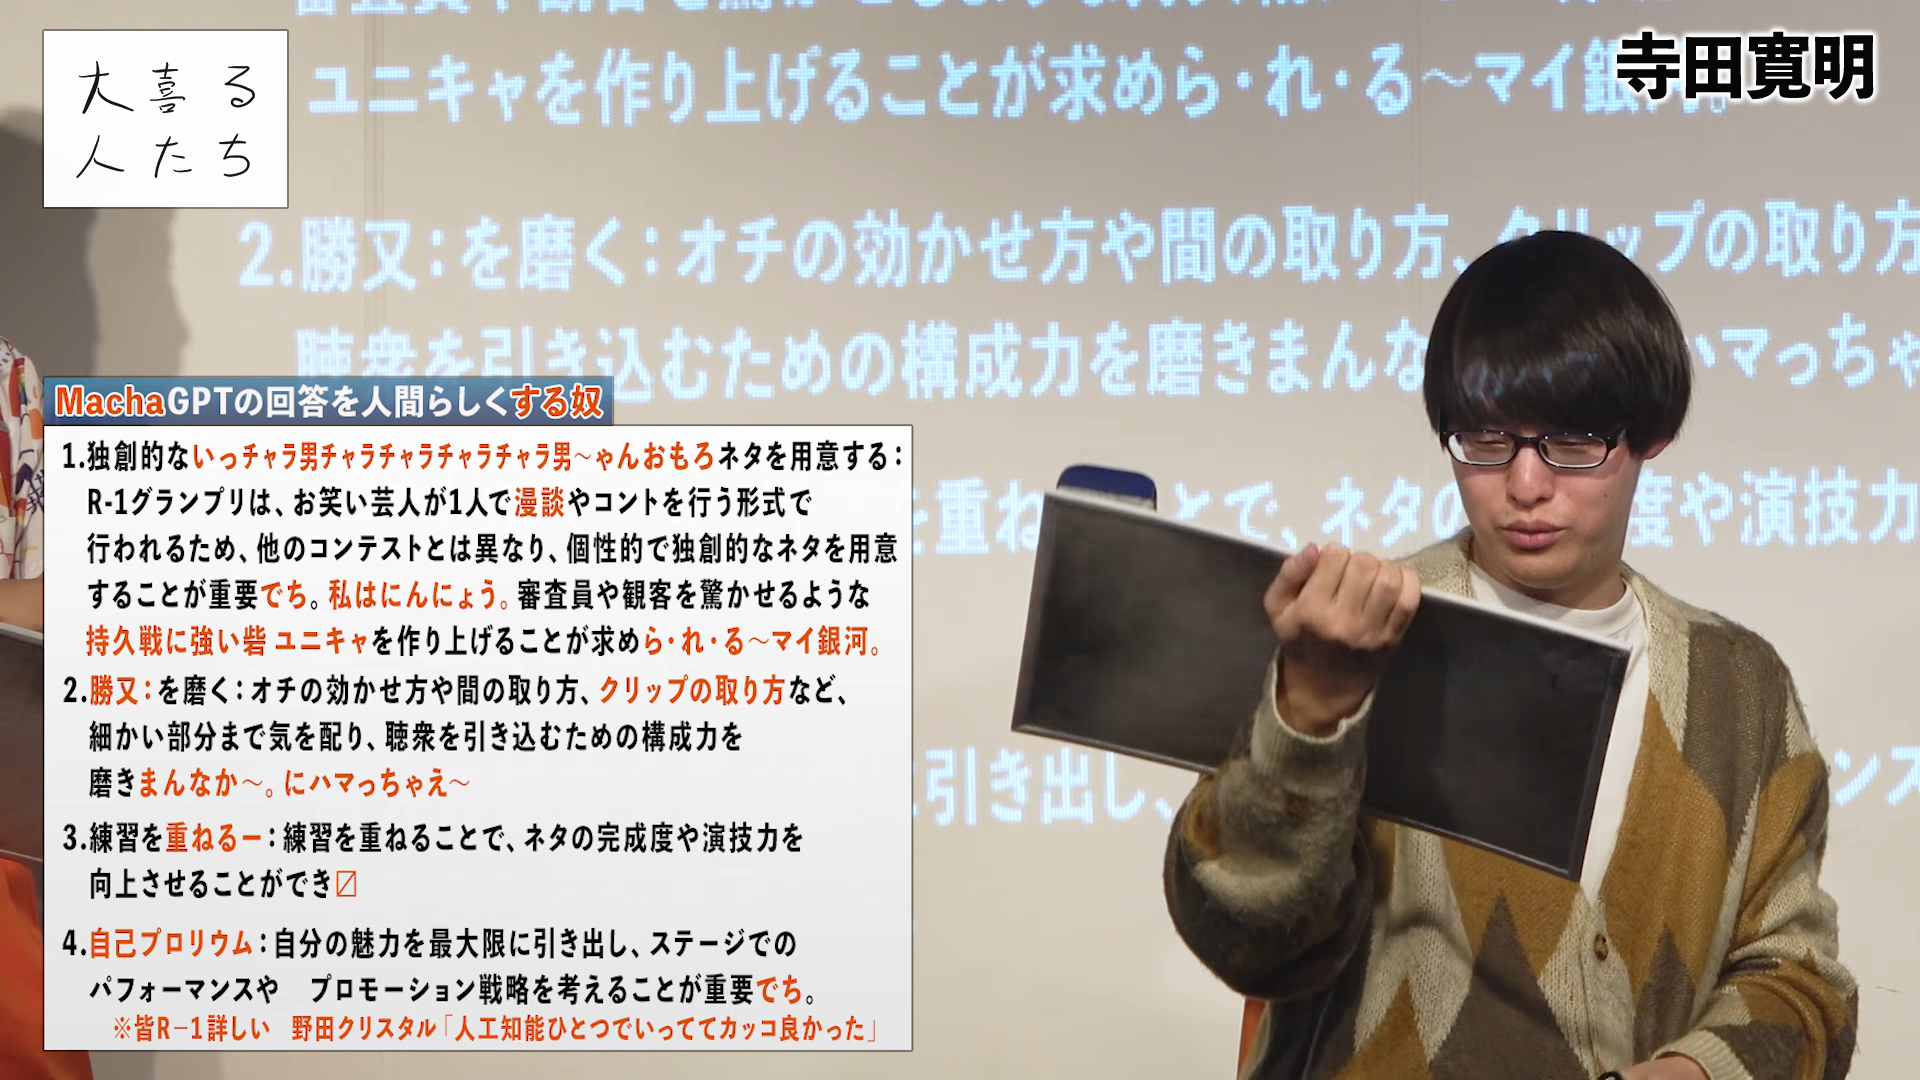 大喜る
人たち
寺田寛明
ユニキャを作り上げることが求めら・れ・る～マイ銀
2.勝又：を磨く：オチの効かせ方や間の取り方、クリップの取り方
聴衆を引き込むための構成力を磨きまんな ハマっちゃ
を重ね とで、ネタの 度や演技力
引き出し、 ンス
MachaGPTの回答を人間らしくする奴
1.独創的ないっチャラ男チャラチャラチャラチャラ男～ゃんおもろネタを用意する：
R-1グランプリは、お笑い芸人が1人で漫談やコントを行う形式で
行われるため、他のコンテストとは異なり、個性的で独創的なネタを用意
することが重要でち。私はにんにょう。審査員や観客を驚かせるような
持久戦に強い砦 ユニキャを作り上げることが求めら・れ・る～マイ銀河。
2.勝又：を磨く：オチの効かせ方や間の取り方、クリップの取り方など、
細かい部分まで気を配り、聴衆を引き込むための構成力を
磨きまんなか～。にハマっちゃえ～
3.練習を重ねるー：練習を重ねることで、ネタの完成度や演技力を
向上させることができ〼
4.自己プロリウム：自分の魅力を最大限に引き出し、ステージでの
パフォーマンスや　プロモーション戦略を考えることが重要でち。
※皆R－1詳しい　野田クリスタル「人工知能ひとつでいっててカッコ良かった」